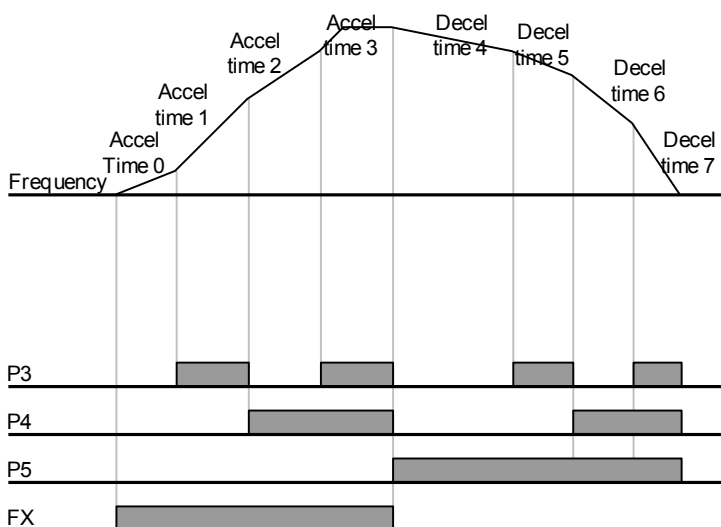 Accel
Time 0
Accel
time 1
Accel
time 2
Accel
time 3
Decel
time 4
Decel
time 5
Decel
time 6
Decel
time 7
Frequency
P3
P4
P5
FX